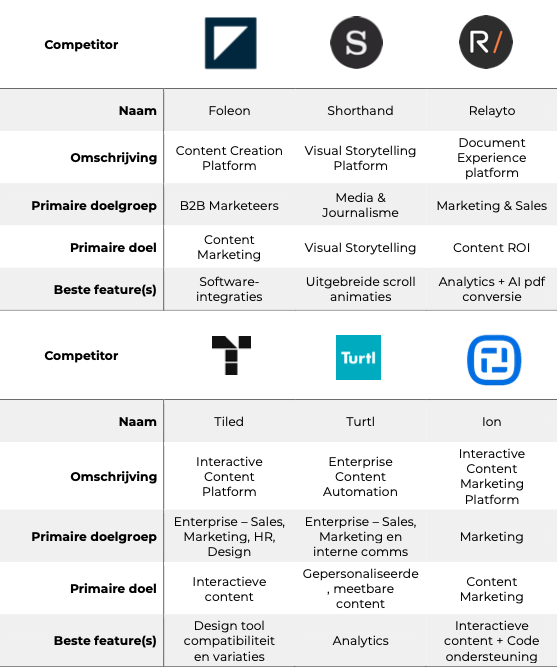 Competitor
S
R/
Naam Foleon Shorthand Relayto
Omschrijving
Content Creation
Platform
Visual Storytelling
Platform
Document
Experience
platform
Primaire doelgroep
B2B Marketeers
Media &
Journalisme
Marketing & Sales
Primaire doel
Content
Marketing
Visual Storytelling
Content ROI
Beste feature(s)
Software-
integraties
Uitgebreide scroll
animaties
Analytics + AI pdf
conversie
Competitor
Turtl
Naam Tiled Turtl Ion
Omschrijving
Interactive
Content
Platform
Enterprise
Content
Automation
Interactive
Content
Marketing
Platform
Primaire doelgroep
Enterprise – Sales,
Marketing, HR,
Design
Enterprise – Sales,
Marketing en
interne comms
Marketing
Primaire doel
Interactieve
content
Gepersonaliseerde
, meetbare
content
Content
Marketing
Beste feature(s)
Design tool
compatibiliteit
en variaties
Analytics
Interactieve
content + Code
ondersteuning